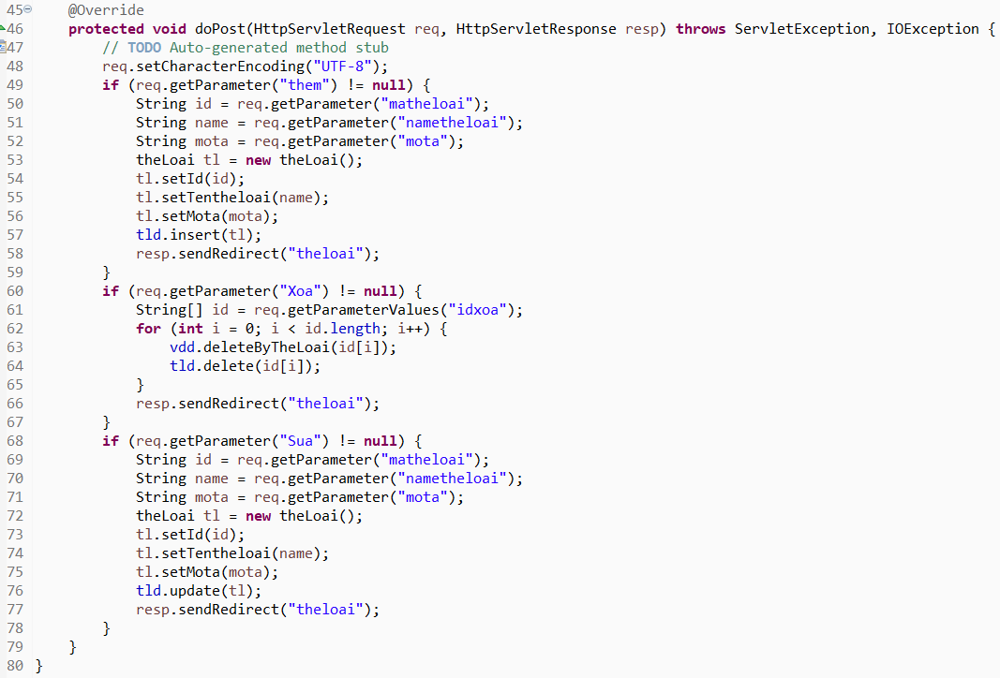 45 @Override
46 protected void doPost(HttpServletRequest req, HttpServletResponse resp) throws ServletException, IOException {
47 // TODO Auto-generated method stub
48 req.setCharacterEncoding("UTF-8");
49 if (req.getParameter("them") != null) {
50 String id = req.getParameter("matheloai");
51 String name = req.getParameter("nametheloai");
52 String mota = req.getParameter("mota");
53 theLoai tl = new theLoai();
54 tl.setId(id);
55 tl.setTentheloai(name);
56 tl.setMota(mota);
57 tld.insert(tl);
58 resp.sendRedirect("theloai");
59 }
60 if (req.getParameter("Xoa") != null) {
61 String[] id = req.getParameterValues("idxoa");
62 for (int i = 0; i < id.length; i++) {
63 vdd.deleteByTheLoai(id[i]);
64 tld.delete(id[i]);
65 }
66 resp.sendRedirect("theloai");
67 }
68 if (req.getParameter("Sua") != null) {
69 String id = req.getParameter("matheloai");
70 String name = req.getParameter("nametheloai");
71 String mota = req.getParameter("mota");
72 theLoai tl = new theLoai();
73 tl.setId(id);
74 tl.setTentheloai(name);
75 tl.setMota(mota);
76 tld.update(tl);
77 resp.sendRedirect("theloai");
78 }
79 }
80 }